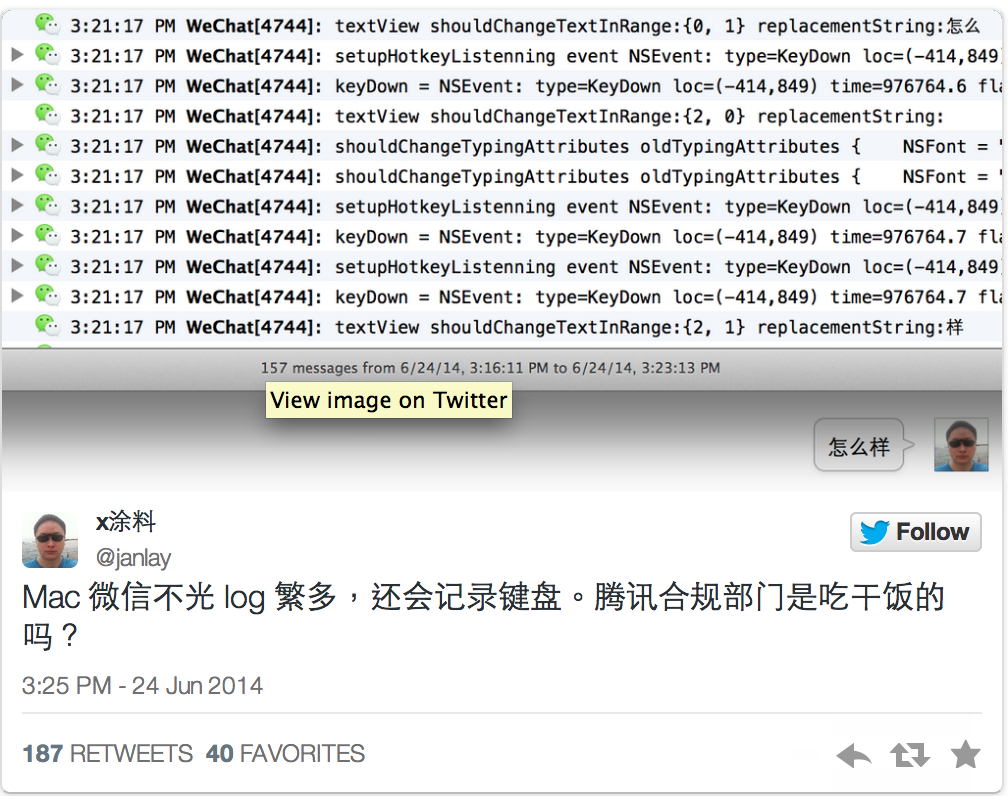 3:21:17 PM WeChat[4744]: textView shouldChangeTextInRange:{0, 1} replacementString:怎么
3:21:17 PM WeChat[4744]: setupHotkeyListenning event NSEvent: type=KeyDown loc=(-414,849)
3:21:17 PM WeChat[4744]: keyDown = NSEvent: type=KeyDown loc=(-414,849) time=976764.6 fla
3:21:17 PM WeChat[4744]: textView shouldChangeTextInRange:{2, 0} replacementString:
3:21:17 PM WeChat[4744]: shouldChangeTypingAttributes oldTypingAttributes { NSFont = "
3:21:17 PM WeChat[4744]: shouldChangeTypingAttributes oldTypingAttributes { NSFont = "
3:21:17 PM WeChat[4744]: setupHotkeyListenning event NSEvent: type=KeyDown loc=(-414,849)
3:21:17 PM WeChat[4744]: keyDown = NSEvent: type=KeyDown loc=(-414,849) time=976764.7 fla
3:21:17 PM WeChat[4744]: setupHotkeyListenning event NSEvent: type=KeyDown loc=(-414,849)
3:21:17 PM WeChat[4744]: keyDown = NSEvent: type=KeyDown loc=(-414,849) time=976764.7 fla
3:21:17 PM WeChat[4744]: textView shouldChangeTextInRange:{2, 1} replacementString:样
157 messages from 6/24/14, 3:16:11 PM to 6/24/14, 3:23:13 PM
View image on Twitter
怎么样
x涂料
Follow
@janlay
Mac 微信不光 log 繁多，还会记录键盘。腾讯合规部门是吃干饭的
吗？
3:25 PM - 24 Jun 2014
187 RETWEETS 40 FAVORITES